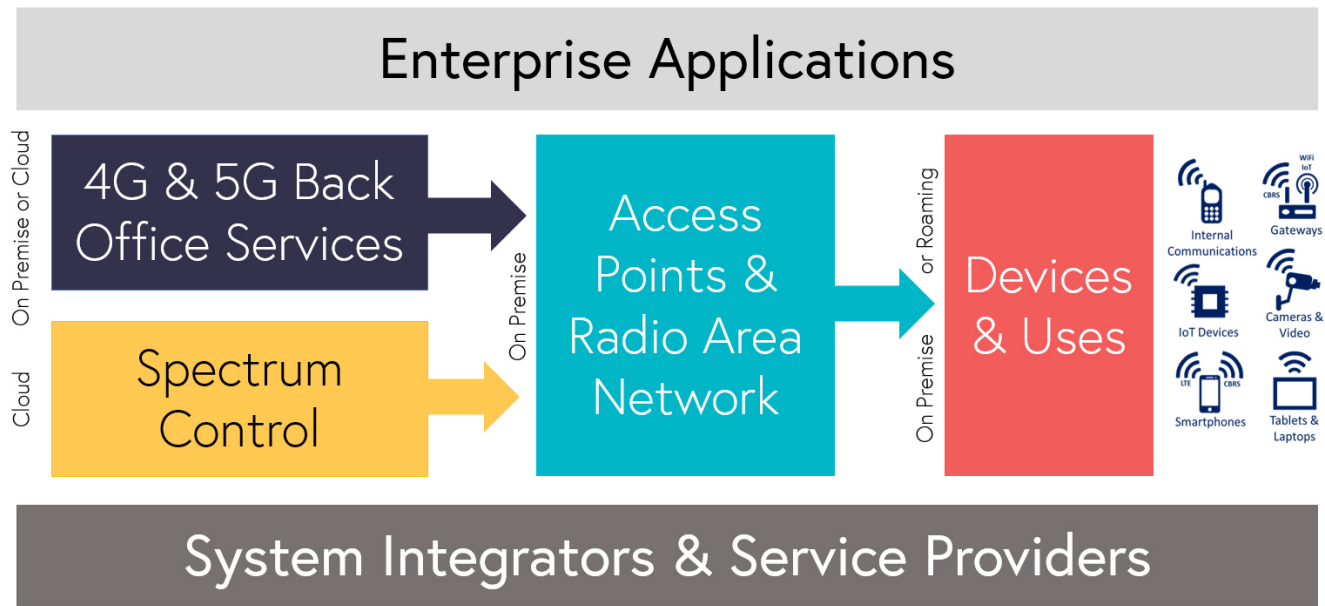 Enterprise Applications
On Premise or Cloud
4G & 5G Back
Office Services
Cloud
Spectrum
Control
On Premise
Access
Points &
Radio Area
Network
On Premise
or Roaming
Devices
& Uses
Internal
Communications
WiFi
IoT
CBRS
Gateways
IoT Devices
Cameras &
Video
LTE
CBRS
Smartphones
Tablets &
Laptops
System Integrators & Service Providers